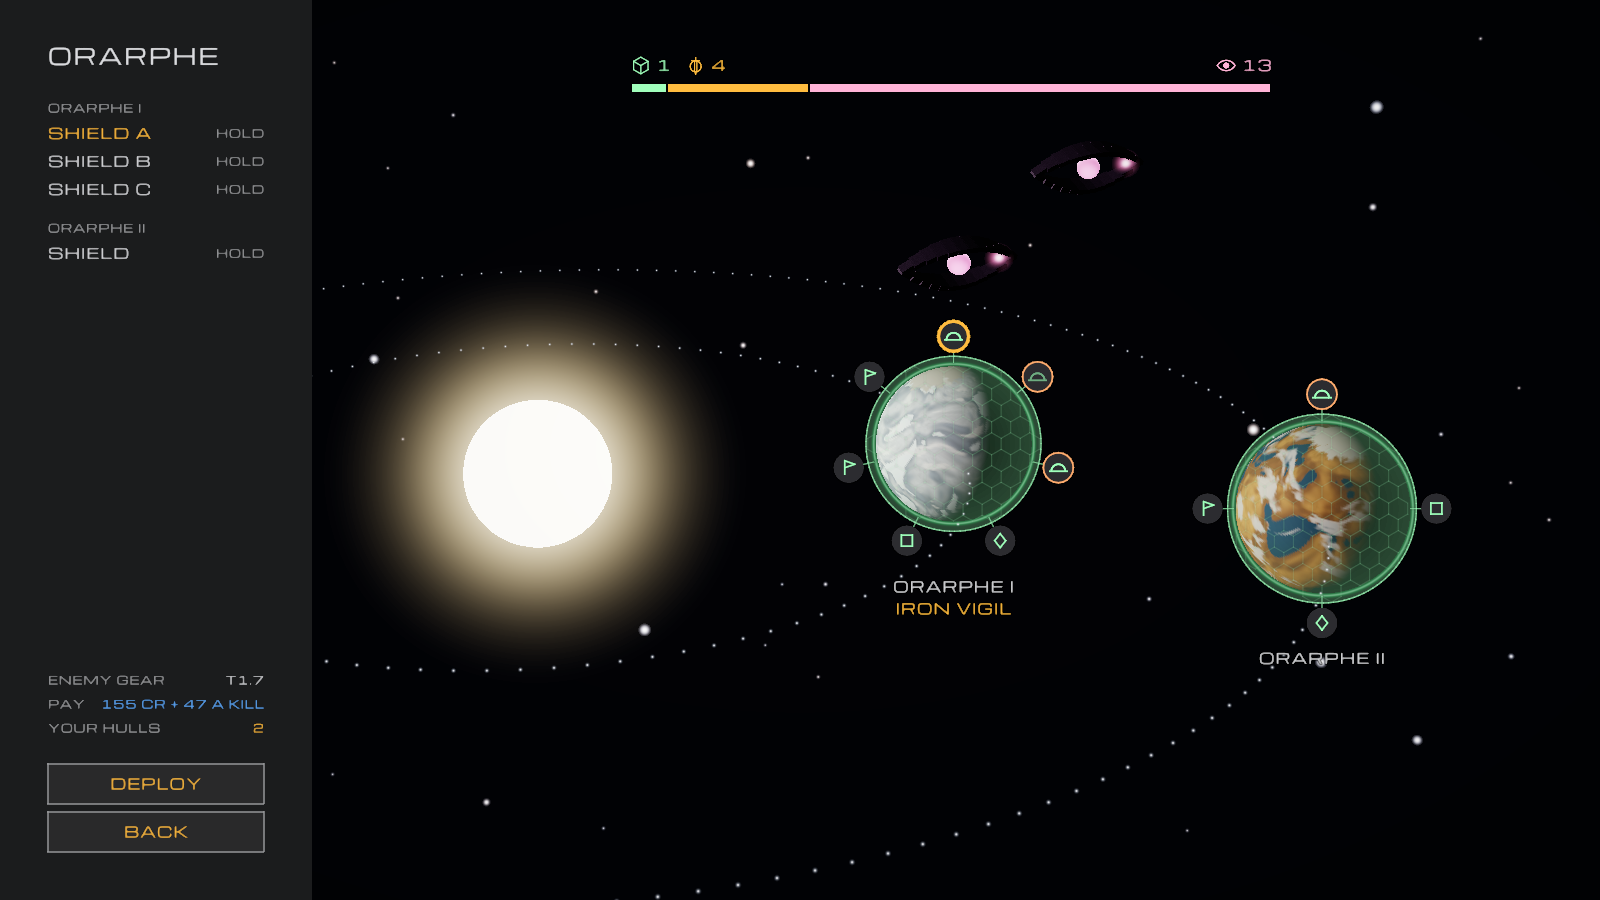 ORARPHE
ORARPHE I
SHIELD A HOLD
SHIELD B HOLD
SHIELD C HOLD
ORARPHE II
SHIELD HOLD
ENEMY GEAR T1.7
PAY 155 CR + 47 A KILL
YOUR HULLS 2
DEPLOY
BACK
1 4 13
ORARPHE I
IRON VIGIL
ORARPHE II